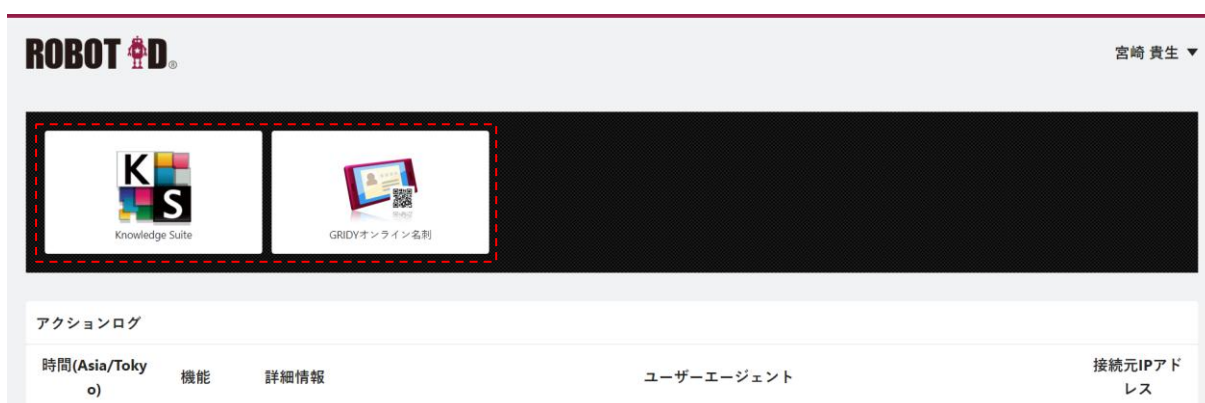 ROBOT ID®
宮崎 貴生 ▼
K
S
Knowledge Suite
GRIDYオンライン名刺
アクションログ
時間(Asia/Toky
o)
機能
詳細情報
ユーザーエージェント
接続元IPアド
レス